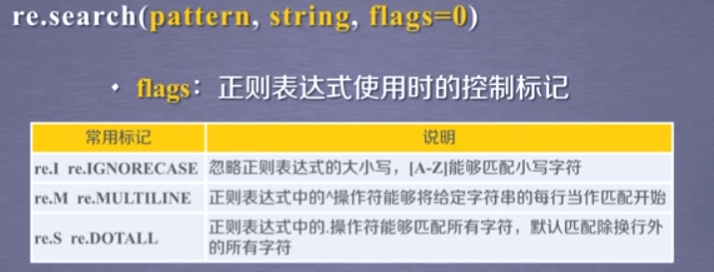 re.search(pattern, string, flags=0)
• flags：正则表达式使用时的控制标记
常用标记 说明
re.I re.IGNORECASE 忽略正则表达式的大小写，[A-Z]能够匹配小写字符
re.M re.MULTILINE 正则表达式中的^操作符能够将给定字符串的每行当作匹配开始
re.S re.DOTALL 正则表达式中的.操作符能够匹配所有字符，默认匹配除换行外
的所有字符